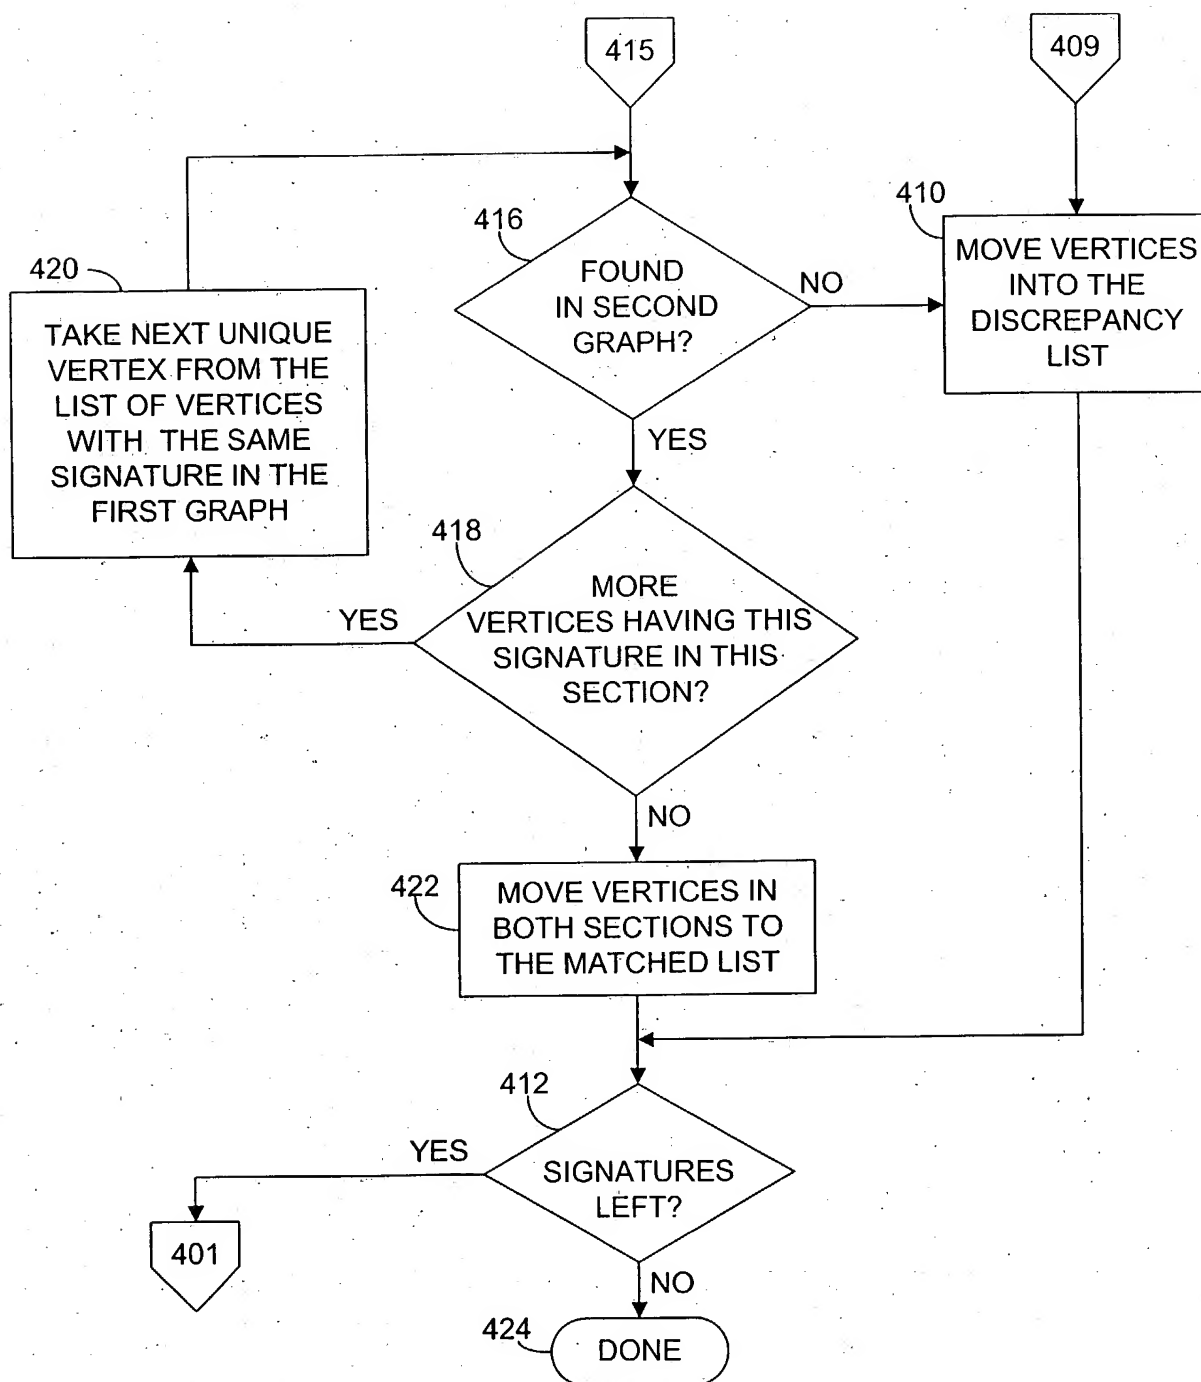 415
409
416
FOUND
IN SECOND
GRAPH?
NO
YES
410
MOVE VERTICES
INTO THE
DISCREPANCY
LIST
420
TAKE NEXT UNIQUE
VERTEX FROM THE
LIST OF VERTICES
WITH THE SAME
SIGNATURE IN THE
FIRST GRAPH
418
MORE
VERTICES HAVING THIS
SIGNATURE IN THIS
SECTION?
YES
NO
422
MOVE VERTICES IN
BOTH SECTIONS TO
THE MATCHED LIST
412
SIGNATURES
LEFT?
YES
401
NO
424
DONE